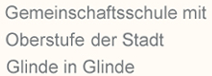 Gemeinschaftsschule mit
Oberstufe der Stadt
Glinde in Glinde